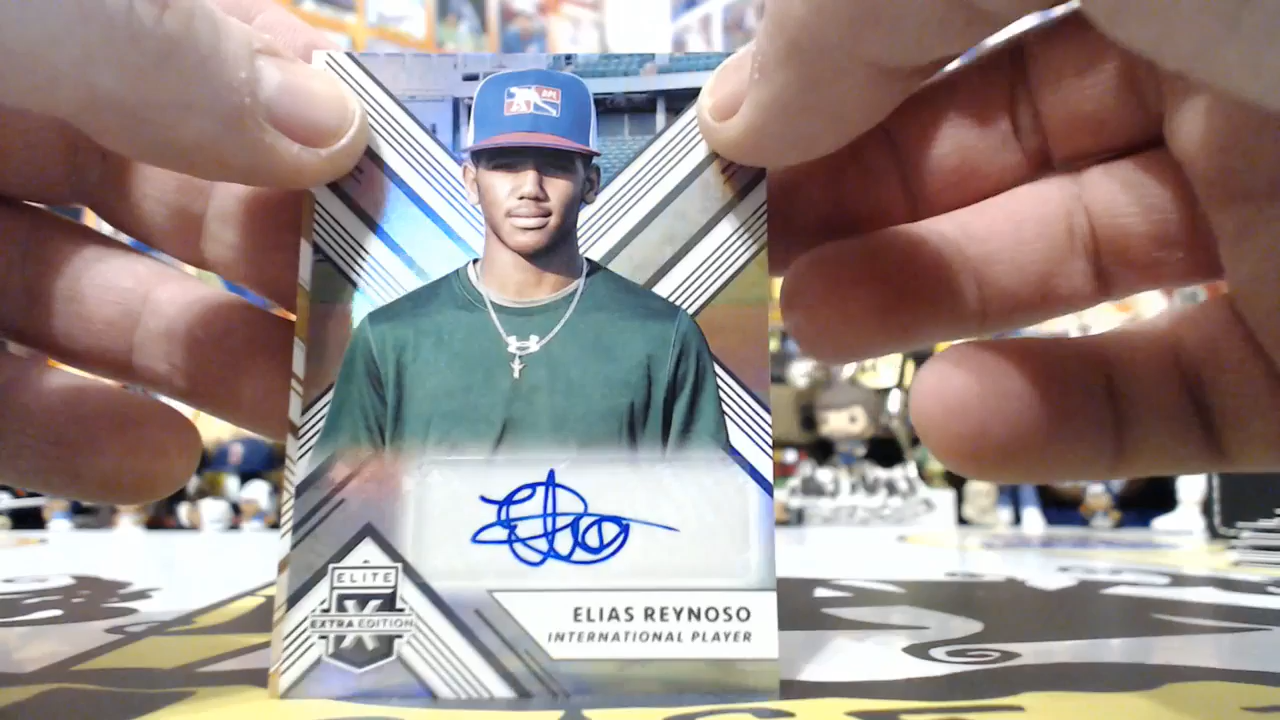 ELITE
X
EXTRA EDITION
ELIAS REYNOSO
INTERNATIONAL PLAYER